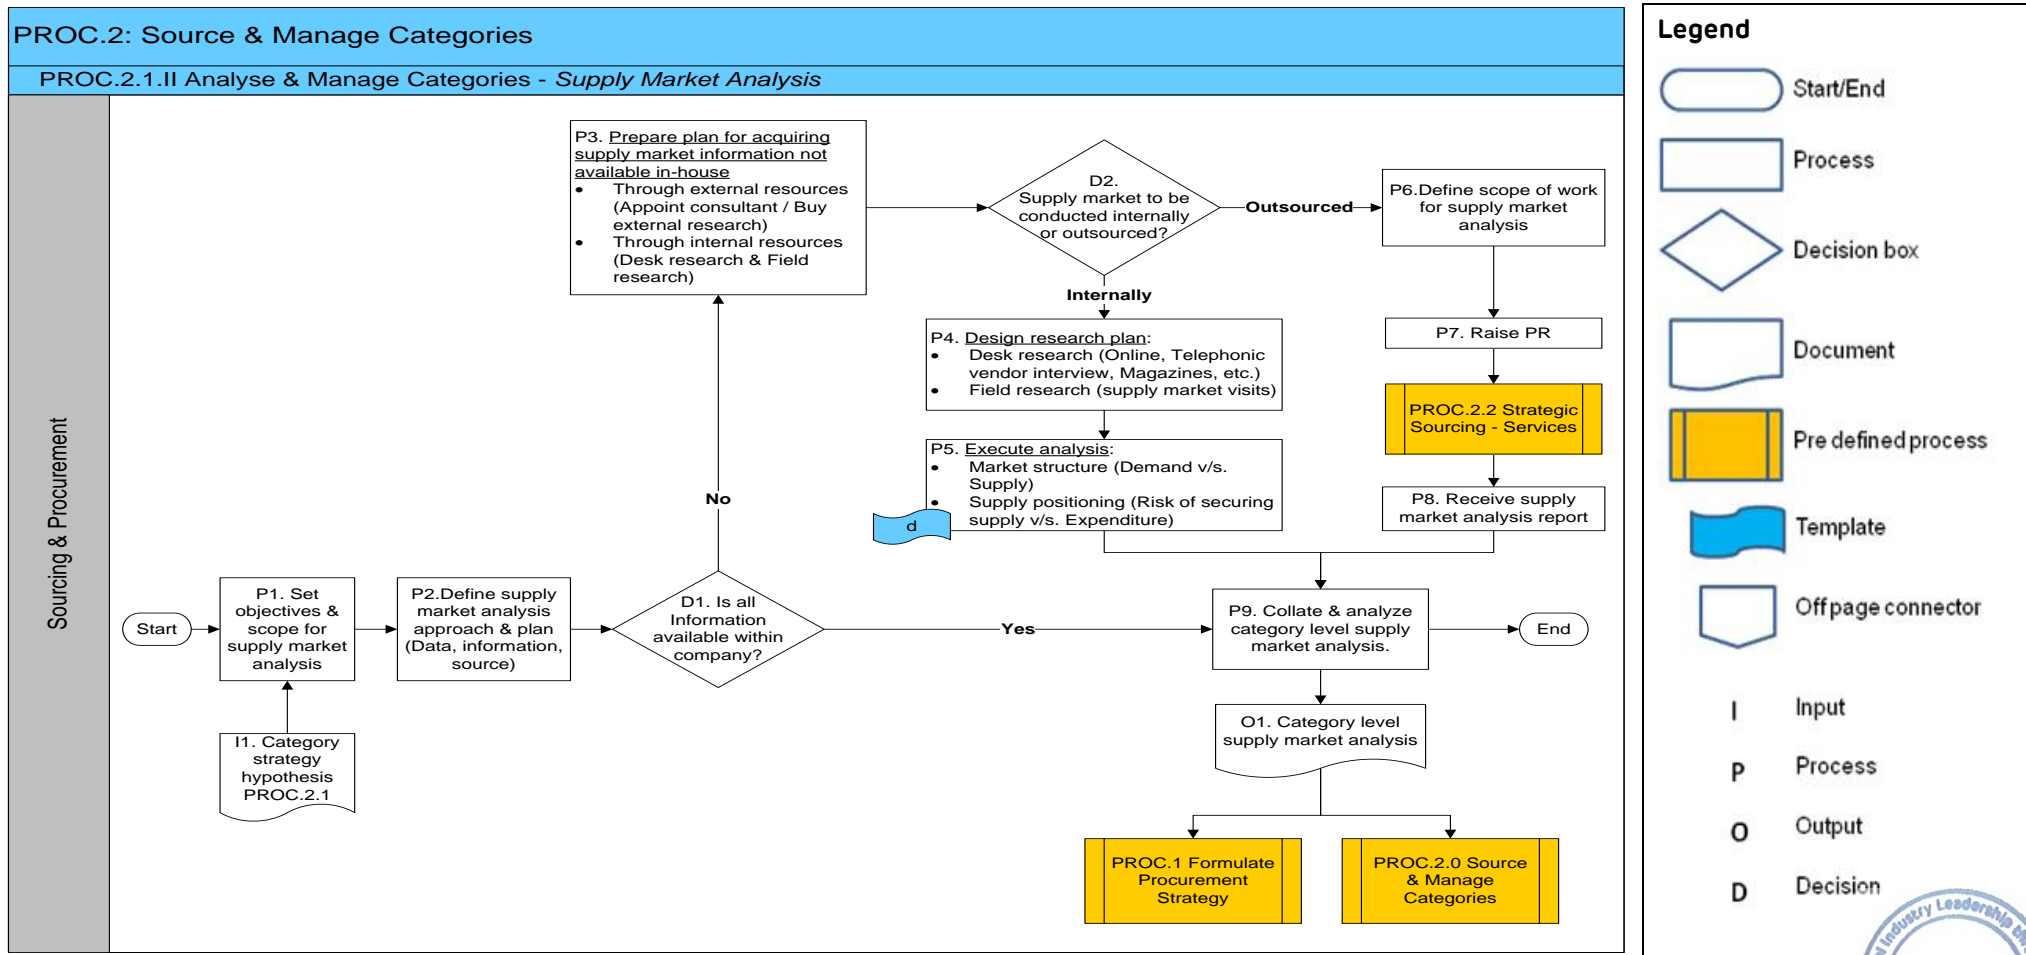 PROC.2: Source & Manage Categories
PROC.2.1.II Analyse & Manage Categories - Supply Market Analysis
Sourcing & Procurement
Start
P1. Set
objectives &
scope for
supply market
analysis
I1. Category
strategy
hypothesis
PROC.2.1
P2.Define supply
market analysis
approach & plan
(Data, information,
source)
D1. Is all
Information
available within
company?
No
Yes
P3. Prepare plan for acquiring
supply market information not
available in-house
• Through external resources
(Appoint consultant / Buy
external research)
• Through internal resources
(Desk research & Field
research)
D2.
Supply market to be
conducted internally
or outsourced?
Outsourced
Internally
P4. Design research plan:
• Desk research (Online, Telephonic
vendor interview, Magazines, etc.)
• Field research (supply market visits)
P5. Execute analysis:
• Market structure (Demand v/s.
Supply)
• Supply positioning (Risk of securing
supply v/s. Expenditure)
d
P6.Define scope of work
for supply market
analysis
P7. Raise PR
PROC.2.2 Strategic
Sourcing - Services
P8. Receive supply
market analysis report
P9. Collate & analyze
category level supply
market analysis.
End
O1. Category level
supply market analysis
PROC.1 Formulate
Procurement
Strategy
PROC.2.0 Source
& Manage
Categories
Legend
Start/End
Process
Decision box
Document
Pre defined process
Template
Off page connector
I Input
P Process
O Output
D Decision
Industry Leadership